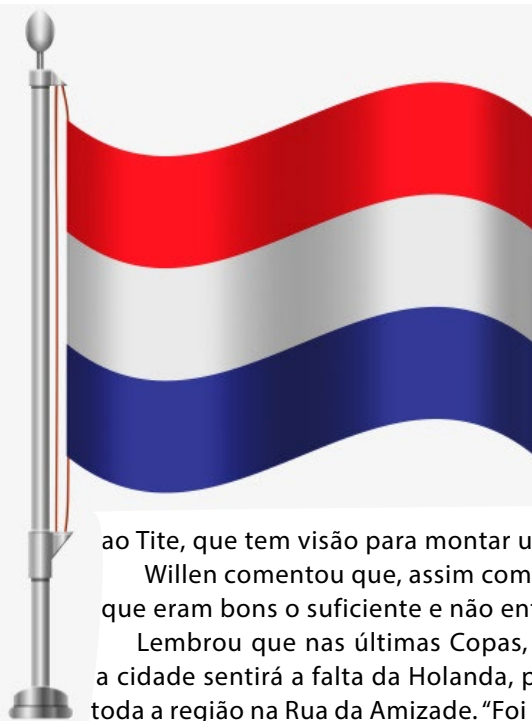 ao Tite, que tem visão para montar
Willen comentou que, assim
que eram bons o suficiente e não
Lembrou que nas últimas Copas,
a cidade sentirá a falta da Holanda,
toda a região na Rua da Amizade. “Foi